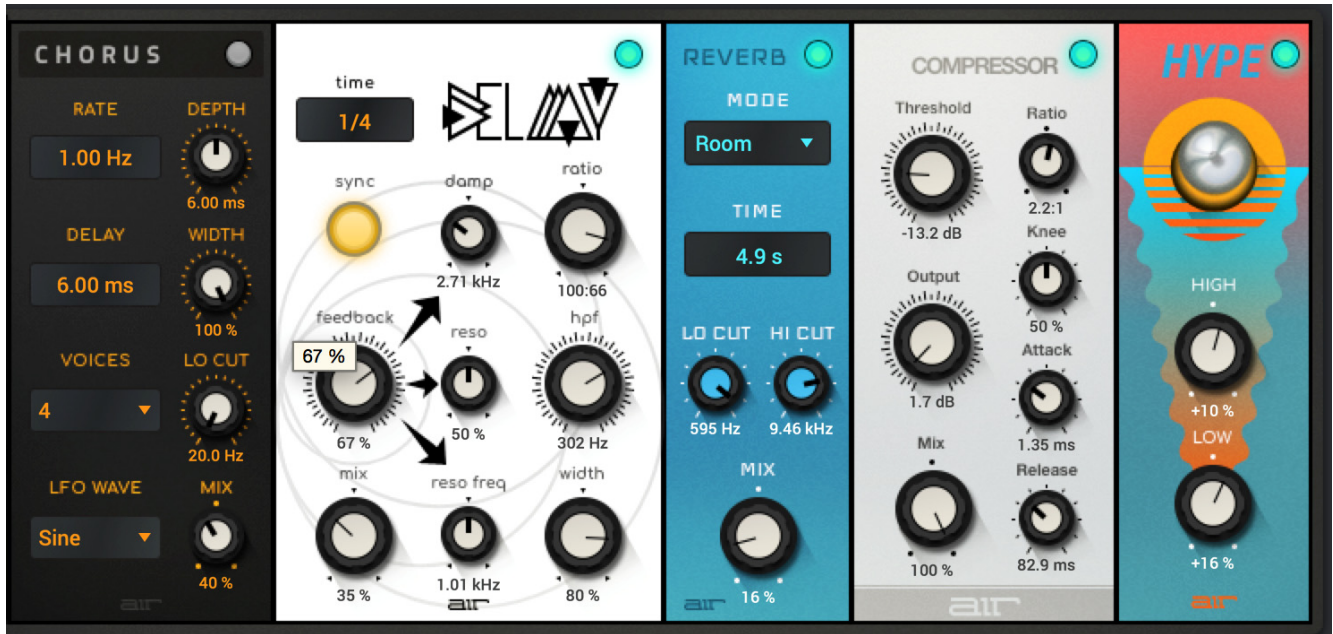 CHORUS
RATE
DEPTH
1.00 Hz
6.00 ms
DELAY
WIDTH
6.00 ms
100 %
VOICES
LO CUT
4
20.0 Hz
LFO WAVE
MIX
Sine
40 %
air
time
DELAY
1/4
sync
damp
ratio
2.71 kHz
100:66
feedback
reso
hpf
67 %
67 %
50 %
302 Hz
mix
reso freq
width
35 %
1.01 kHz
80 %
air
REVERB
MODE
Room
TIME
4.9 s
LO CUT
HI CUT
595 Hz
9.46 kHz
MIX
16 %
air
COMPRESSOR
Threshold
Ratio
-13.2 dB
2.2:1
Knee
Output
50 %
Attack
1.7 dB
1.35 ms
Mix
Release
100 %
82.9 ms
air
HYPE
HIGH
+10 %
LOW
+16 %
air